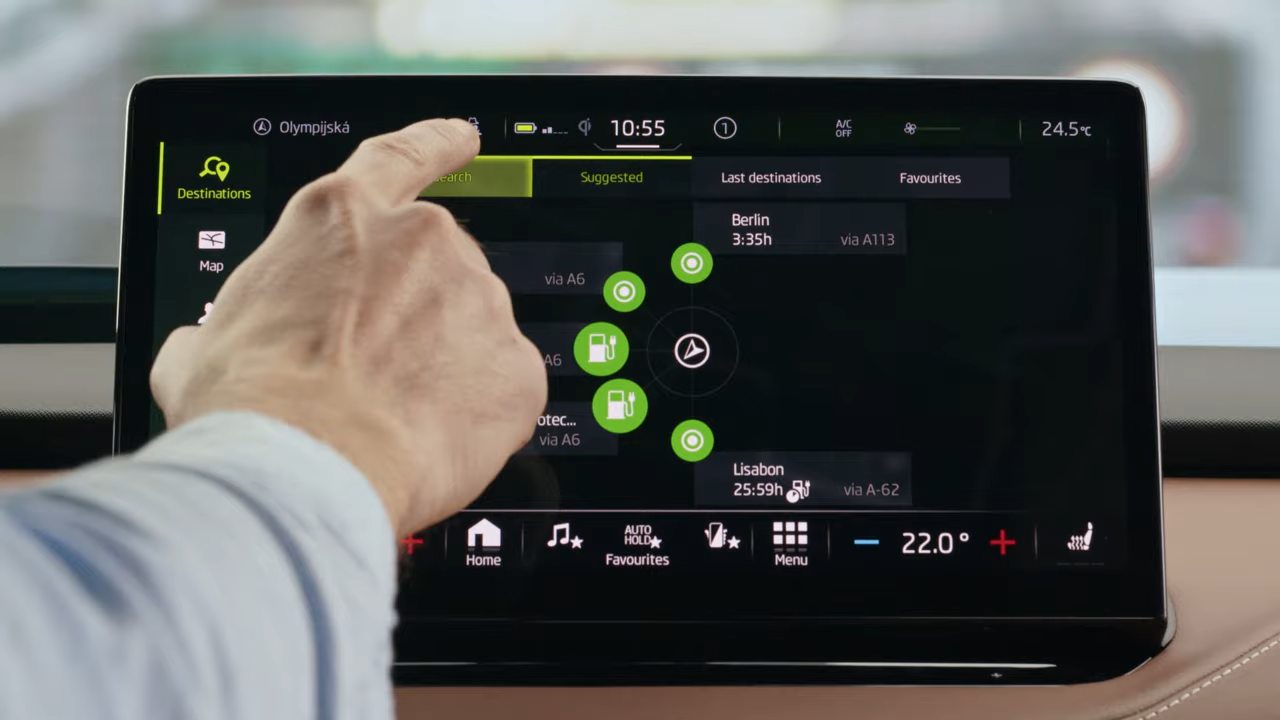 Olympijská
10:55
1
A/C
OFF
24.5°C
Destinations
Suggested
Last destinations
Favourites
Map
Berlin
3:35h
via A113
via A6
A6
otec...
via A6
Lisabon
25:59h
via A-62
Home
AUTO
HOLD
Favourites
Menu
22.0°